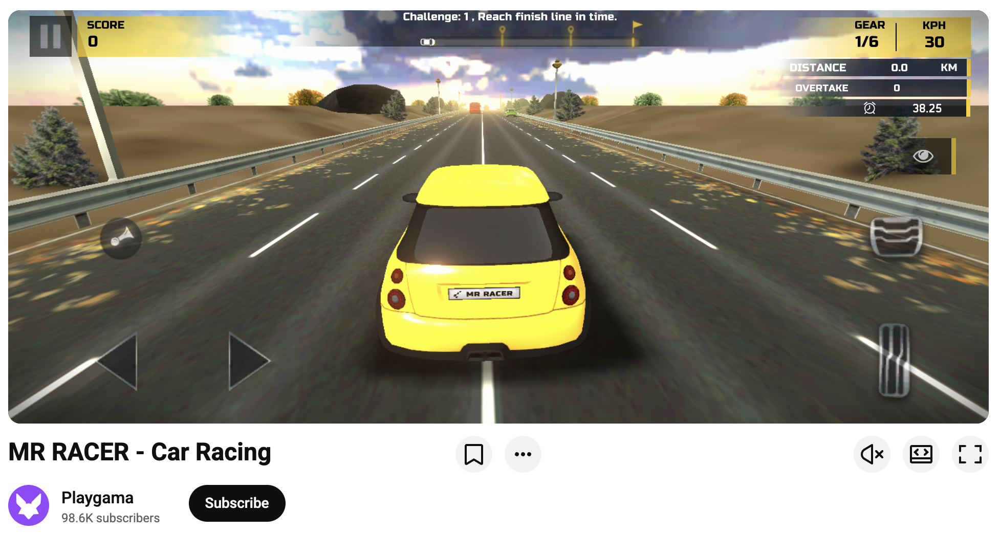 Challenge: 1 , Reach finish line in time.
SCORE
0
GEAR
1/6
KPH
30
DISTANCE 0.0 KM
OVERTAKE 0
38.25
MR RACER
MR RACER - Car Racing
Playgama
98.6K subscribers
Subscribe